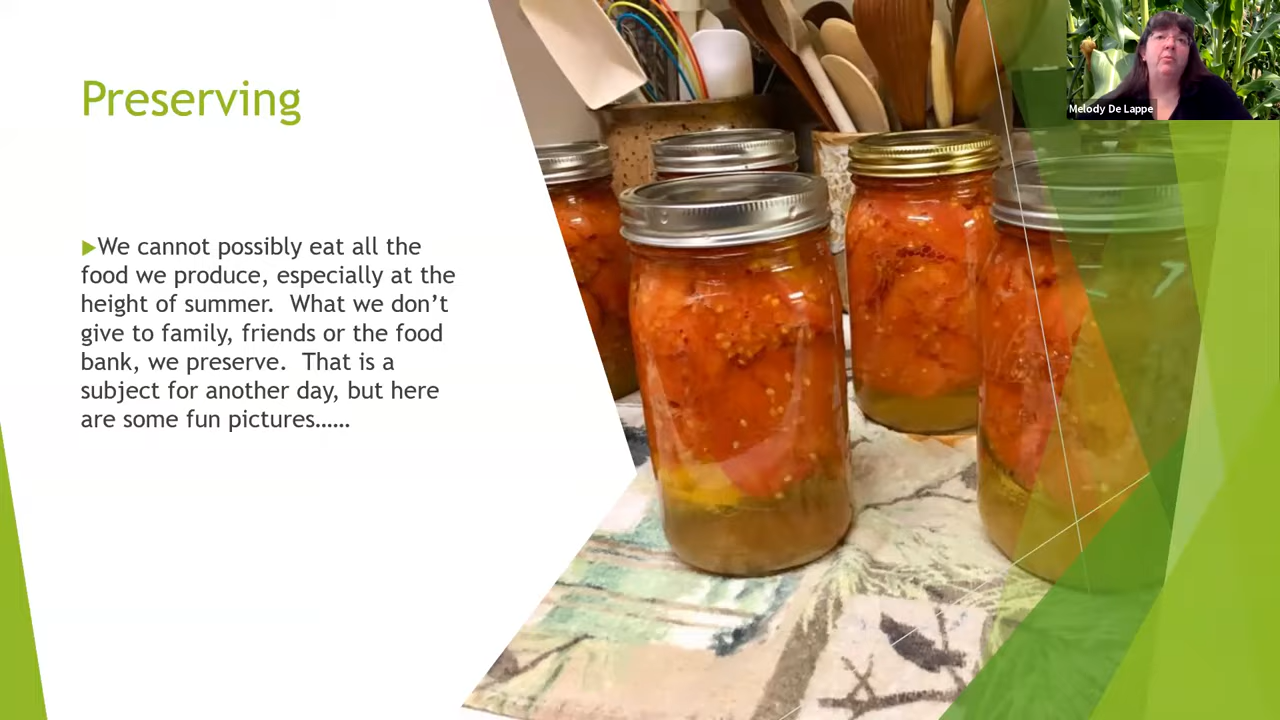 Preserving
We cannot possibly eat all the
food we produce, especially at the
height of summer.  What we don’t
give to family, friends or the food
bank, we preserve.  That is a
subject for another day, but here
are some fun pictures……
Melody De Lappe